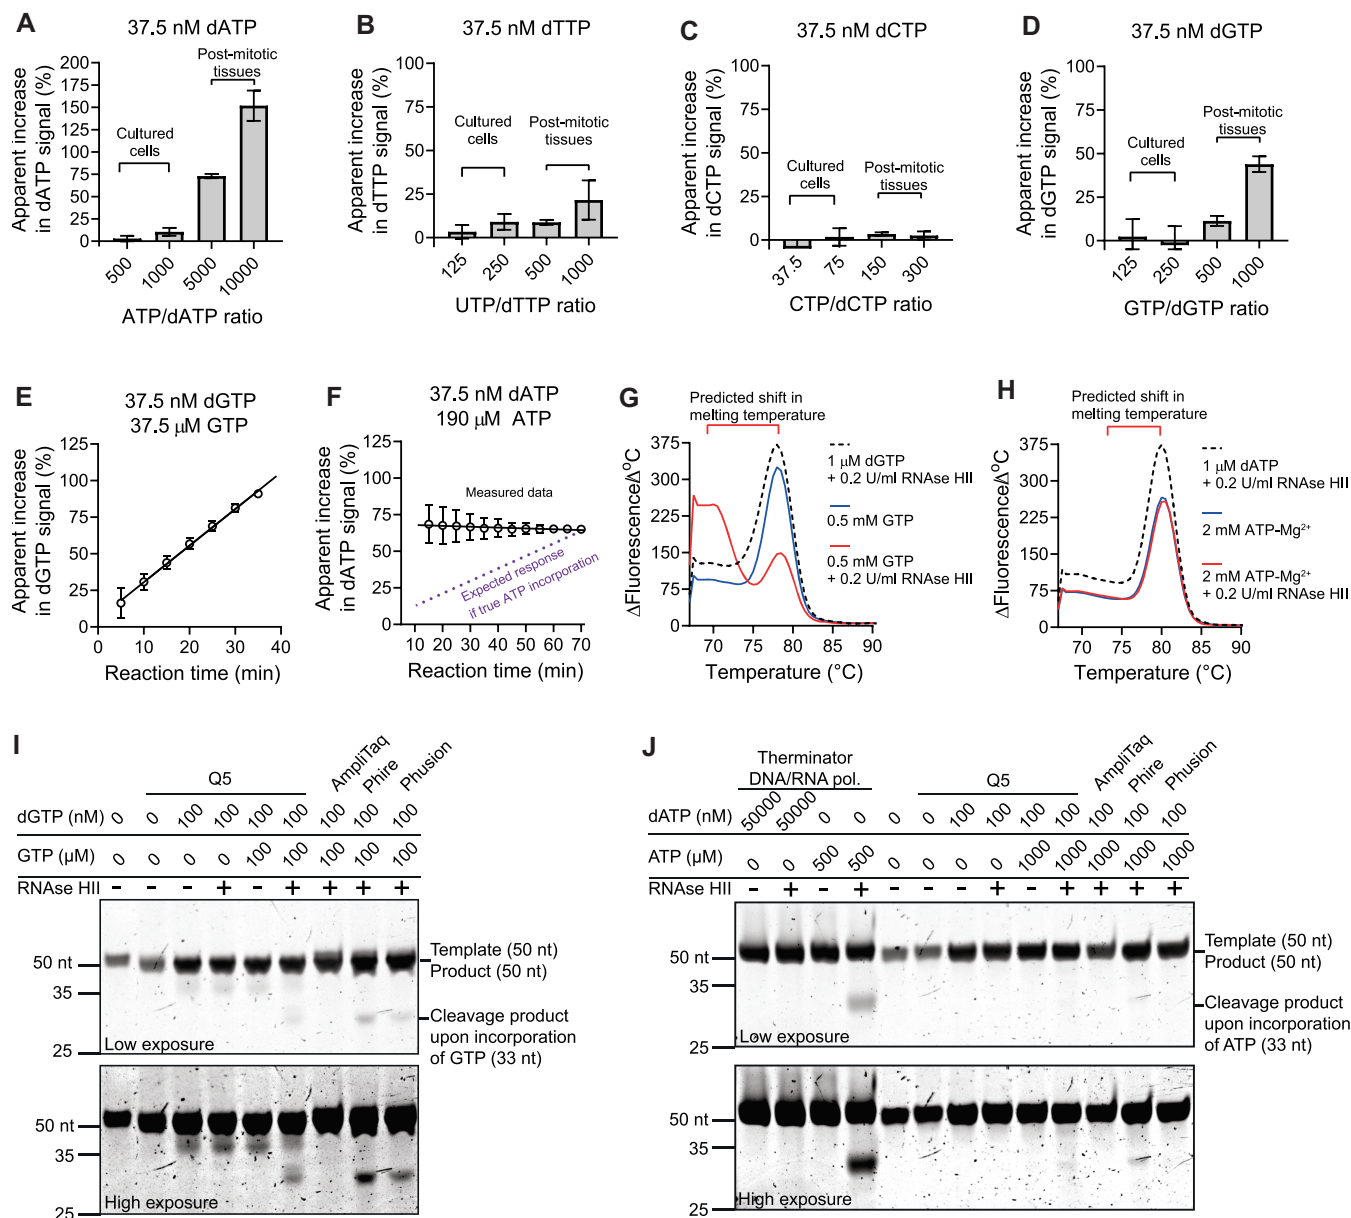 A
37.5 nM dATP
Apparent increase
in dATP signal (%)
200
175
150
125
100
75
50
25
0
Cultured
cells
Post-mitotic
tissues
500
1000
5000
10000
ATP/dATP ratio
B
37.5 nM dTTP
Apparent increase
in dTTP signal (%)
100
75
50
25
0
Cultured
cells
Post-mitotic
tissues
125
250
500
1000
UTP/dTTP ratio
C
37.5 nM dCTP
Apparent increase
in dCTP signal (%)
100
75
50
25
0
Cultured
cells
Post-mitotic
tissues
37.5
75
150
300
CTP/dCTP ratio
D
37.5 nM dGTP
Apparent increase
in dGTP signal (%)
100
75
50
25
0
Cultured
cells
Post-mitotic
tissues
125
250
500
1000
GTP/dGTP ratio
E
37.5 nM dGTP
37.5 µM GTP
Apparent increase
in dGTP signal (%)
125
100
75
50
25
0
0 10 20 30 40
Reaction time (min)
F
37.5 nM dATP
190 µM ATP
Apparent increase
in dATP signal (%)
125
100
75
50
25
0
Measured data
Expected response
if true ATP incorporation
10 20 30 40 50 60 70
Reaction time (min)
G
Predicted shift in
melting temperature
ΔFluorescenceΔ°C
375
300
225
150
75
0
70 75 80 85 90
Temperature (°C)
1 µM dGTP
+ 0.2 U/ml RNAse HII
0.5 mM GTP
0.5 mM GTP
+ 0.2 U/ml RNAse HII
H
Predicted shift in
melting temperature
ΔFluorescenceΔ°C
375
300
225
150
75
0
70 75 80 85 90
Temperature (°C)
1 µM dATP
+ 0.2 U/ml RNAse HII
2 mM ATP-Mg²⁺
2 mM ATP-Mg²⁺
+ 0.2 U/ml RNAse HII
I
Q5
AmpliTaq
Phire
Phusion
dGTP (nM) 0 0 100 100 100 100 100 100 100
GTP (µM) 0 0 0 0 100 100 100 100 100
RNAse HII - - - + - + + + +
50 nt
35
25
Low exposure
Template (50 nt)
Product (50 nt)
Cleavage product
upon incorporation
of GTP (33 nt)
50 nt
35
25
High exposure
J
Therminator
DNA/RNA pol.
Q5
AmpliTaq
Phire
Phusion
dATP (nM) 50000 50000 0 0 0 0 100 100 100 100 100 100 100
ATP (µM) 0 0 500 500 0 0 0 0 1000 1000 1000 1000 1000
RNAse HII - + - + - - - + - + + + +
50 nt
35
25
Low exposure
Template (50 nt)
Product (50 nt)
Cleavage product
upon incorporation
of ATP (33 nt)
50 nt
35
25
High exposure